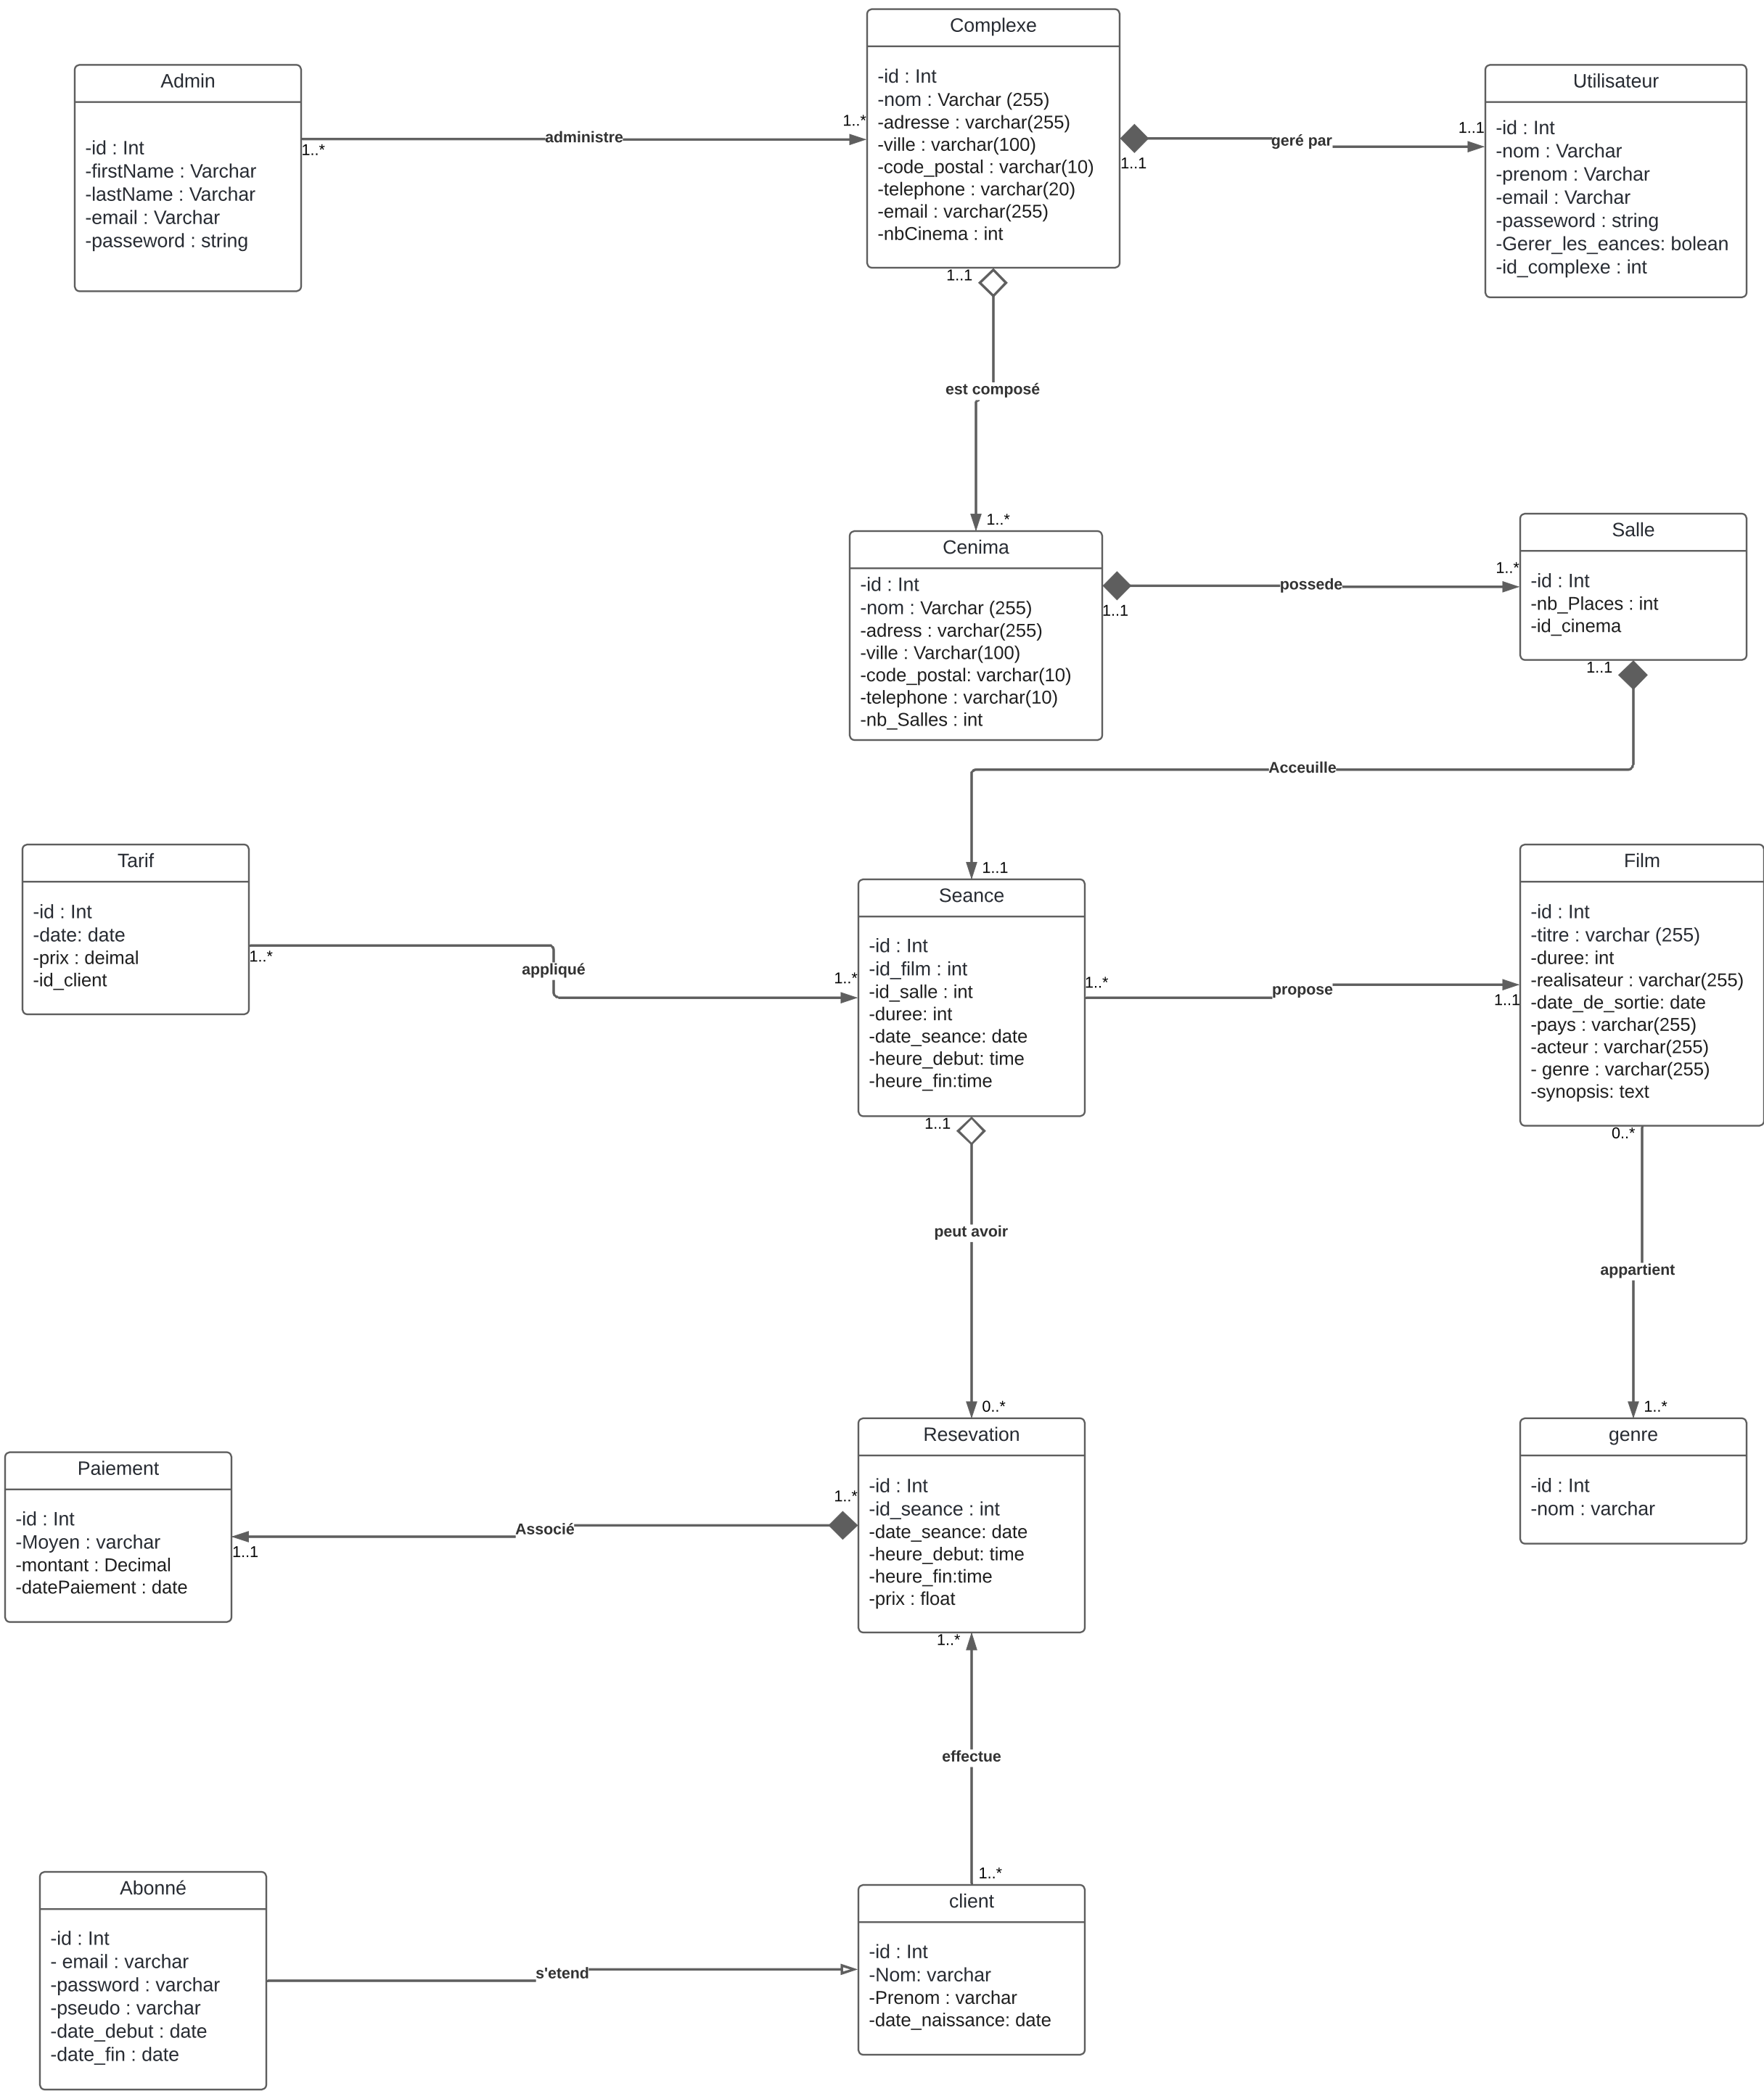 Complexe
-id : Int
-nom : Varchar (255)
-adresse : varchar(255)
-ville : varchar(100)
-code_postal : varchar(10)
-telephone : varchar(20)
-email : varchar(255)
-nbCinema : int
Admin
-id : Int
-firstName : Varchar
-lastName : Varchar
-email : Varchar
-passeword : string
1..*
administre
1..*
Utilisateur
-id : Int
-nom : Varchar
-prenom : Varchar
-email : Varchar
-passeword : string
-Gerer_les_eances: bolean
-id_complexe : int
1..1
geré par
1..1
1..1
est composé
1..*
Cenima
-id : Int
-nom : Varchar (255)
-adress : varchar(255)
-ville : Varchar(100)
-code_postal: varchar(10)
-telephone : varchar(10)
-nb_Salles : int
1..1
possede
1..*
Salle
-id : Int
-nb_Places : int
-id_cinema
1..1
Acceuille
1..1
Tarif
-id : Int
-date: date
-prix : deimal
-id_client
1..*
appliqué
1..*
Seance
-id : Int
-id_film : int
-id_salle : int
-duree: int
-date_seance: date
-heure_debut: time
-heure_fin:time
1..*
propose
1..1
Film
-id : Int
-titre : varchar (255)
-duree: int
-realisateur : varchar(255)
-date_de_sortie: date
-pays : varchar(255)
-acteur : varchar(255)
- genre : varchar(255)
-synopsis: text
1..1
peut avoir
0..*
0..*
appartient
1..*
Resevation
-id : Int
-id_seance : int
-date_seance: date
-heure_debut: time
-heure_fin:time
-prix : float
genre
-id : Int
-nom : varchar
Paiement
-id : Int
-Moyen : varchar
-montant : Decimal
-datePaiement : date
1..1
Associé
1..*
1..*
effectue
1..*
Abonné
-id : Int
- email : varchar
-password : varchar
-pseudo : varchar
-date_debut : date
-date_fin : date
s'etend
client
-id : Int
-Nom: varchar
-Prenom : varchar
-date_naissance: date